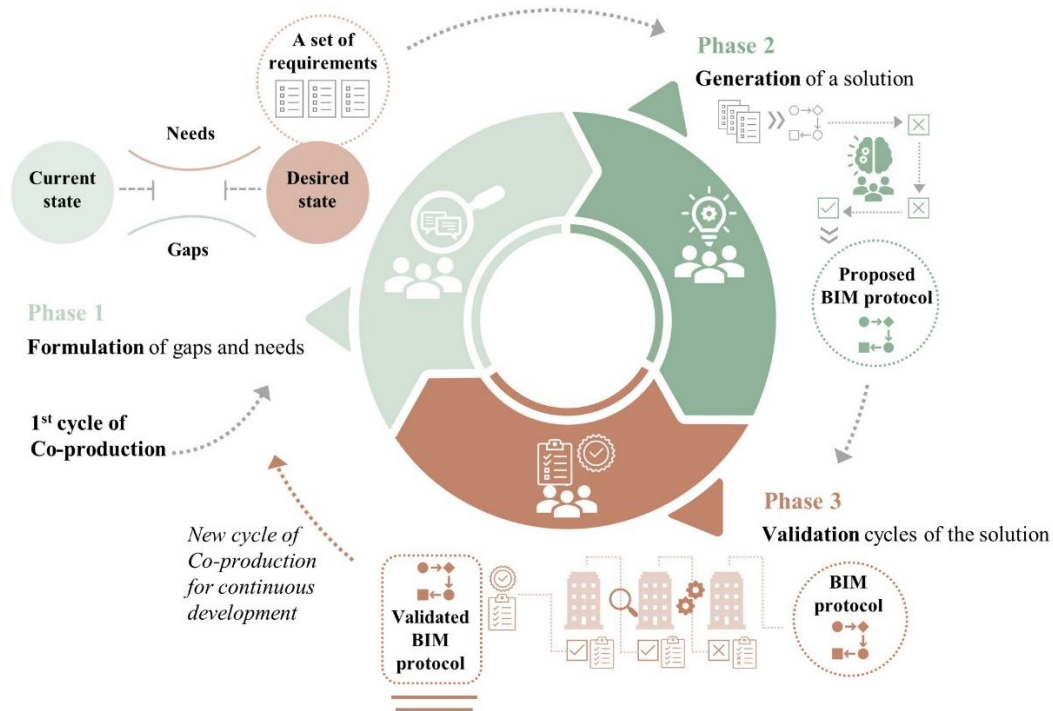 A set of
requirements
Needs
Current
state
Desired
state
Gaps
Phase 1
Formulation of gaps and needs
1st cycle of
Co-production
Phase 2
Generation of a solution
Proposed
BIM protocol
Phase 3
Validation cycles of the solution
BIM
protocol
Validated
BIM
protocol
New cycle of
Co-production
for continuous
development